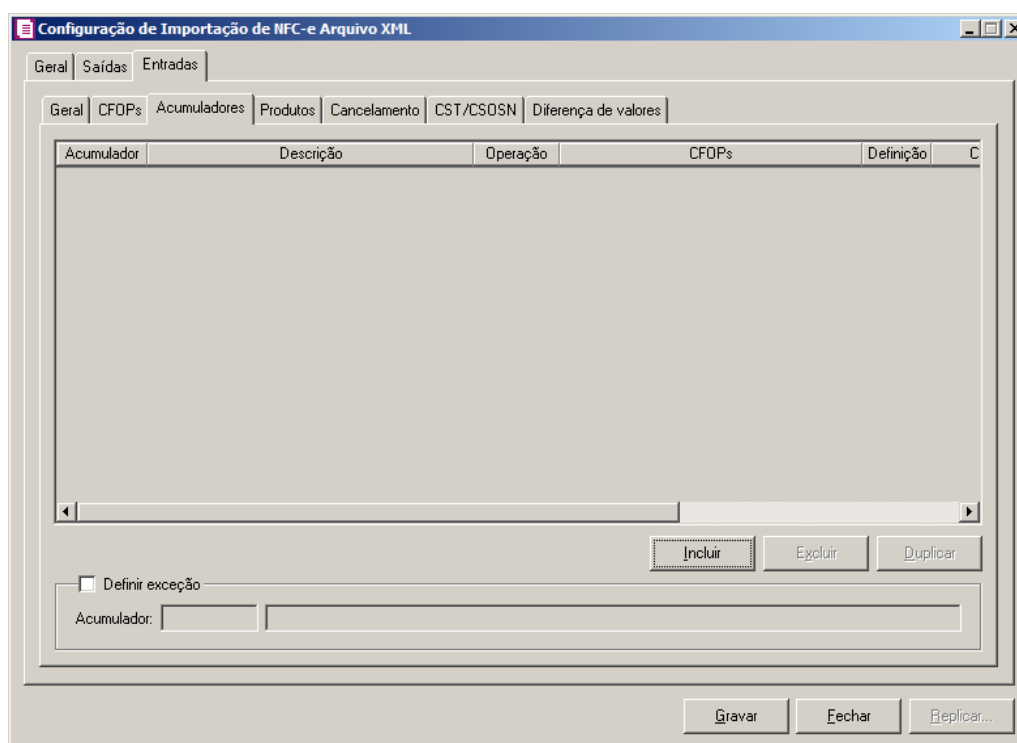 Configuração de Importação de NFC-e Arquivo XML
Geral Saídas Entradas
Geral CFOPs Acumuladores Produtos Cancelamento CST/CSOSN Diferença de valores
Acumulador Descrição Operação CFOPs Definição C
Incluir Excluir Duplicar
Definir exceção
Acumulador:
Gravar Fechar Replicar...